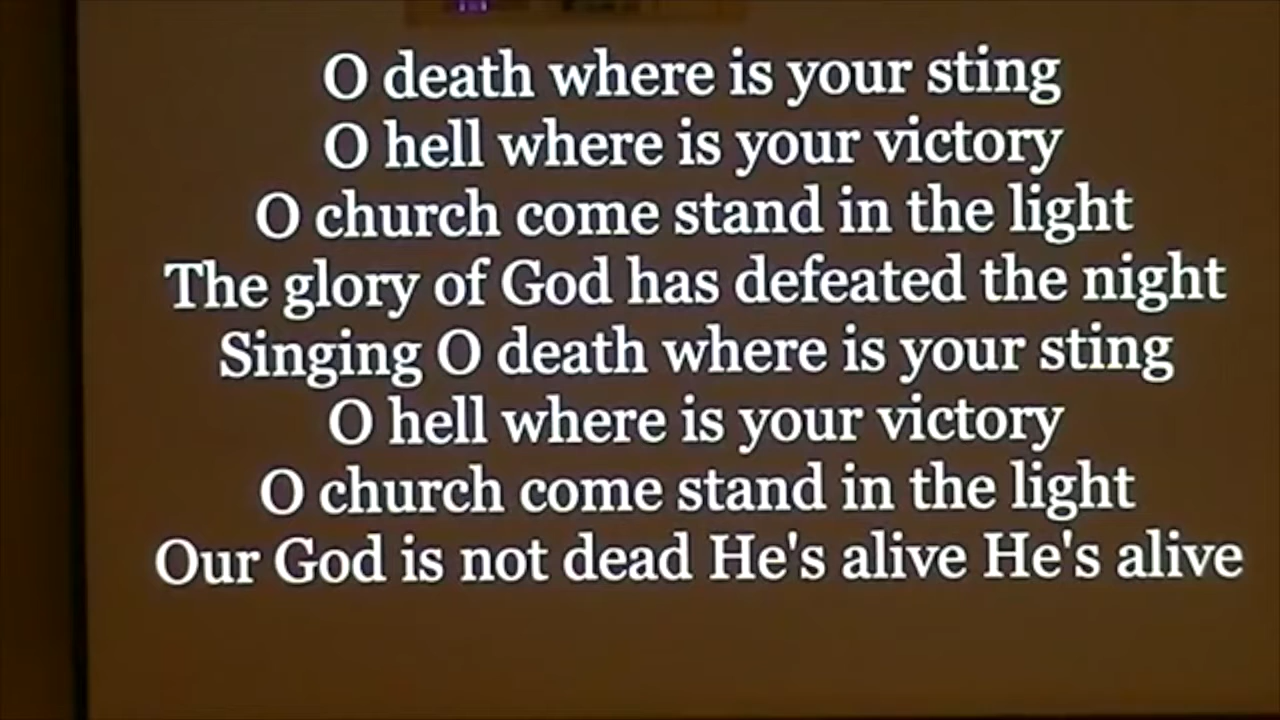 O death where is your sting
O hell where is your victory
O church come stand in the light
The glory of God has defeated the night
Singing O death where is your sting
O hell where is your victory
O church come stand in the light
Our God is not dead He's alive He's alive